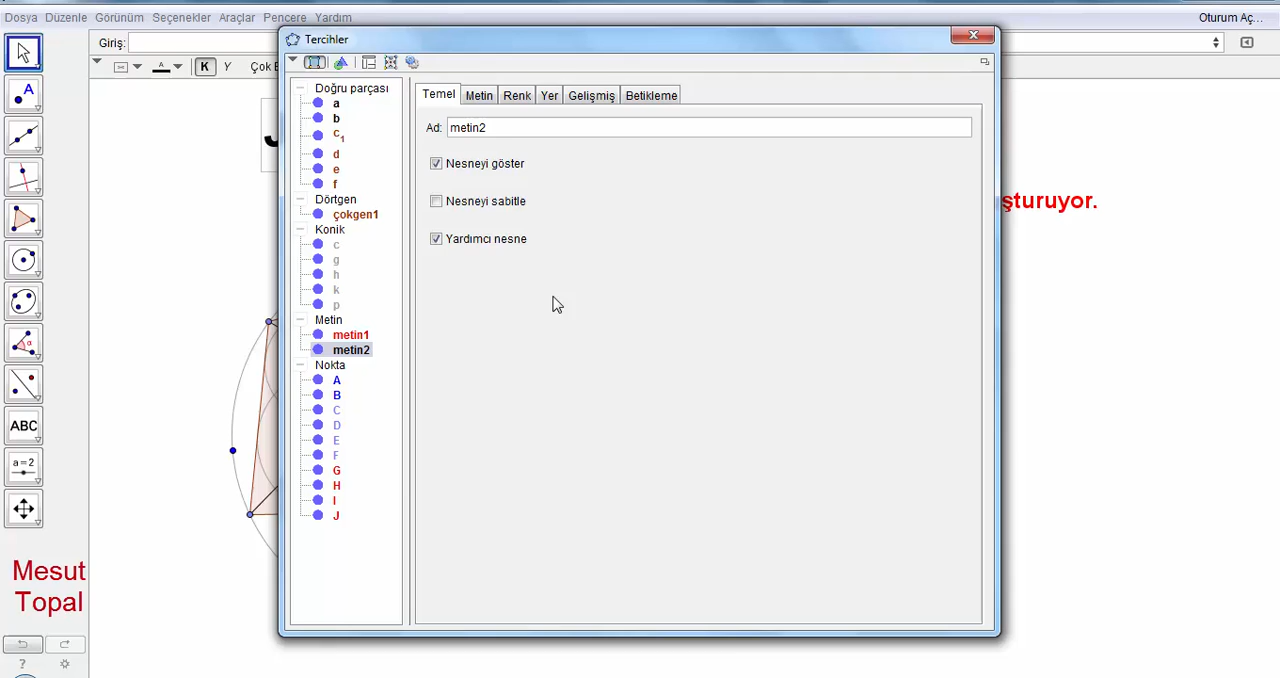 Dosya Düzenle Görünüm Seçenekler Araçlar Pencere Yardım
Oturum Aç...
Giriş:
K Y Çok
Tercihler
Doğru parçası
a
b
c1
d
e
f
Dörtgen
çokgen1
Konik
c
g
h
k
p
Metin
metin1
metin2
Nokta
A
B
C
D
E
F
G
H
I
J
Temel Metin Renk Yer Gelişmiş Betikleme
Ad: metin2
Nesneyi göster
Nesneyi sabitle
Yardımcı nesne
şturuyor.
A
α
ABC
a=2
Mesut
Topal
?